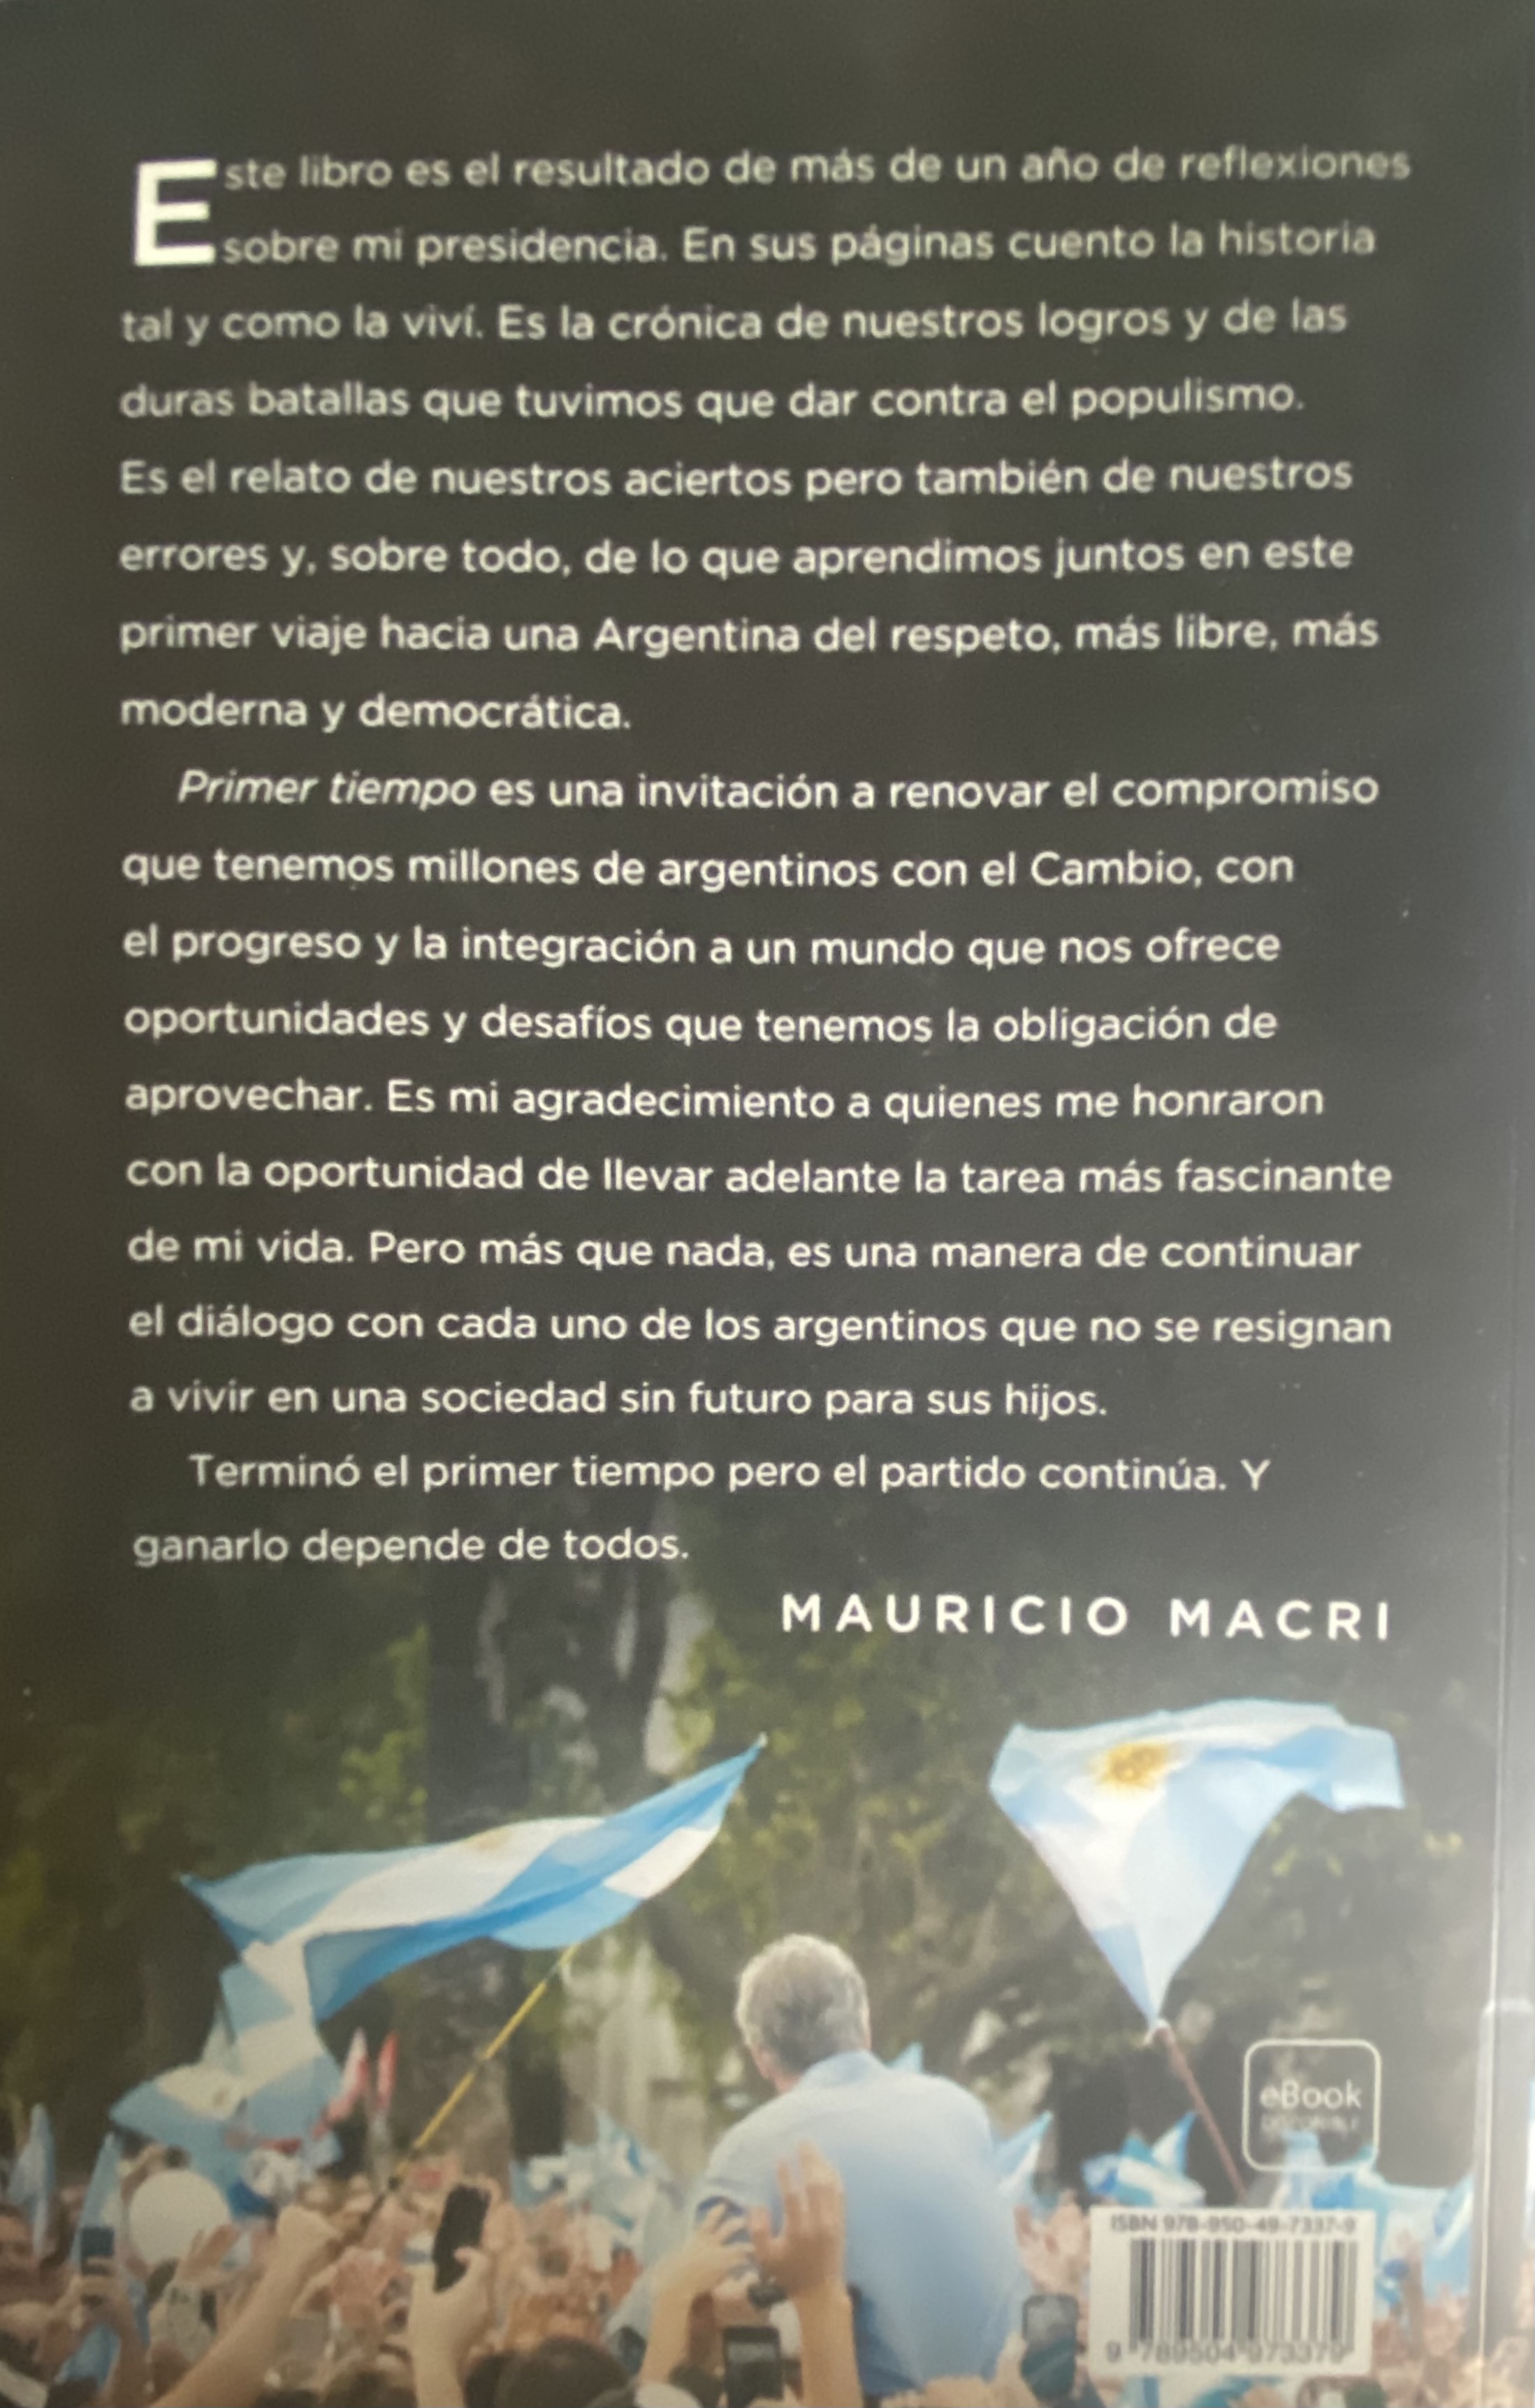 Este libro es el resultado de más de un año de reflexiones
sobre mi presidencia. En sus páginas cuento la historia
tal y como la viví. Es la crónica de nuestros logros y de las
duras batallas que tuvimos que dar contra el populismo.
Es el relato de nuestros aciertos pero también de nuestros
errores y, sobre todo, de lo que aprendimos juntos en este
primer viaje hacia una Argentina del respeto, más libre, más
moderna y democrática.
Primer tiempo es una invitación a renovar el compromiso
que tenemos millones de argentinos con el Cambio, con
el progreso y la integración a un mundo que nos ofrece
oportunidades y desafíos que tenemos la obligación de
aprovechar. Es mi agradecimiento a quienes me honraron
con la oportunidad de llevar adelante la tarea más fascinante
de mi vida. Pero más que nada, es una manera de continuar
el diálogo con cada uno de los argentinos que no se resignan
a vivir en una sociedad sin futuro para sus hijos.
Terminó el primer tiempo pero el partido continúa. Y
ganarlo depende de todos.
MAURICIO MACRI
eBook
ISBN 978-950-49-7337-9
9 789504 973379